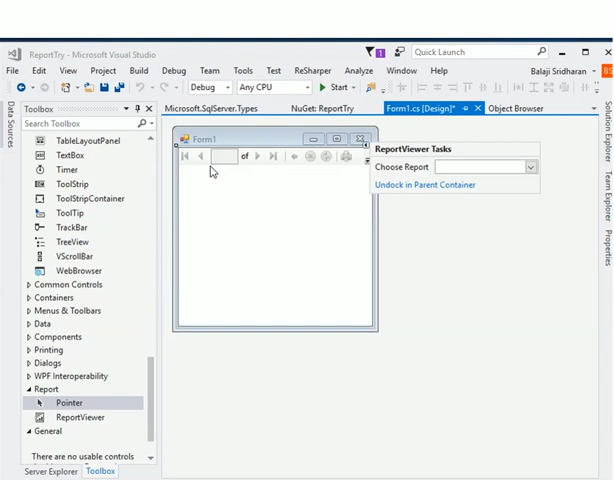 ReportTry - Microsoft Visual Studio
1
Quick Launch
File Edit View Project Build Debug Team Tools Test ReSharper Analyze Window Help Balaji Sridharan BS
Debug Any CPU Start
Toolbox
Microsoft.SqlServer.Types NuGet: ReportTry Form1.cs [Design]* Object Browser
Search Toolbox
Data Sources
TableLayoutPanel
TextBox
Timer
ToolStrip
ToolStripContainer
ToolTip
TrackBar
TreeView
VScrollBar
WebBrowser
Common Controls
Containers
Menus & Toolbars
Data
Components
Printing
Dialogs
WPF Interoperability
Report
Pointer
ReportViewer
General
There are no usable controls
Server Explorer Toolbox
Form1
of
ReportViewer Tasks
Choose Report
Undock in Parent Container
Solution Explorer
Team Explorer
Properties